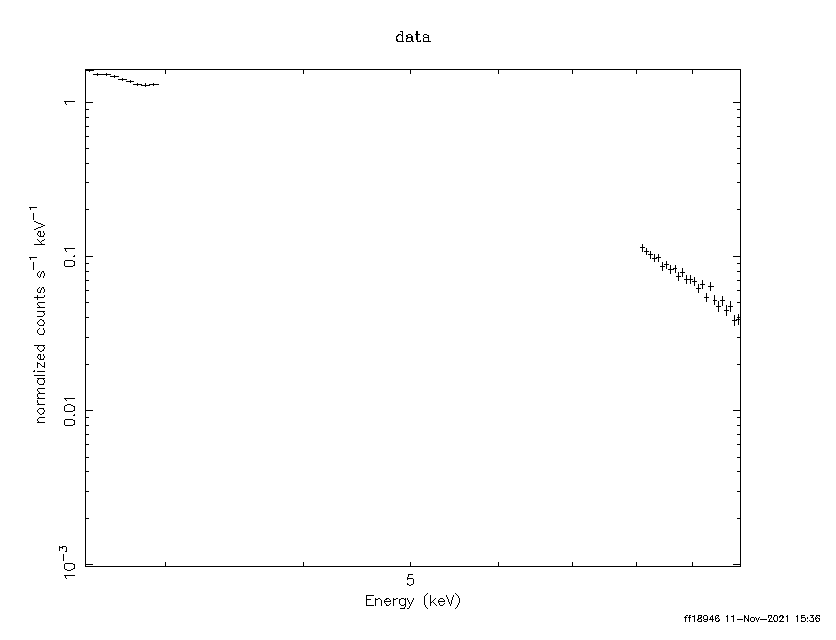 data
normalized counts s⁻¹ keV⁻¹
1
0.1
0.01
10⁻³
5
Energy (keV)
ff18946 11-Nov-2021 15:36